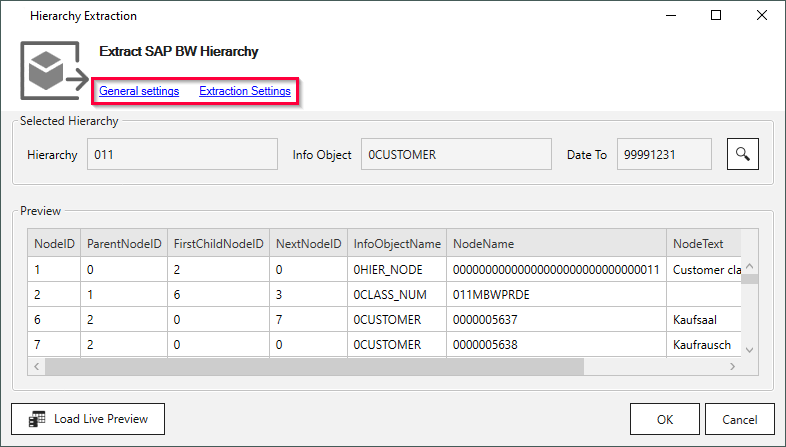 Hierarchy Extraction
Extract SAP BW Hierarchy
General settings Extraction Settings
Selected Hierarchy
Hierarchy 011 Info Object 0CUSTOMER Date To 99991231
Preview
NodeID ParentNodeID FirstChildNodeID NextNodeID InfoObjectName NodeName NodeText
1 0 2 0 0HIER_NODE 00000000000000000000000000000011 Customer cla
2 1 6 3 0CLASS_NUM 011MBWPRDE
6 2 0 7 0CUSTOMER 0000005637 Kaufsaal
7 2 0 0 0CUSTOMER 0000005638 Kaufrausch
Load Live Preview OK Cancel